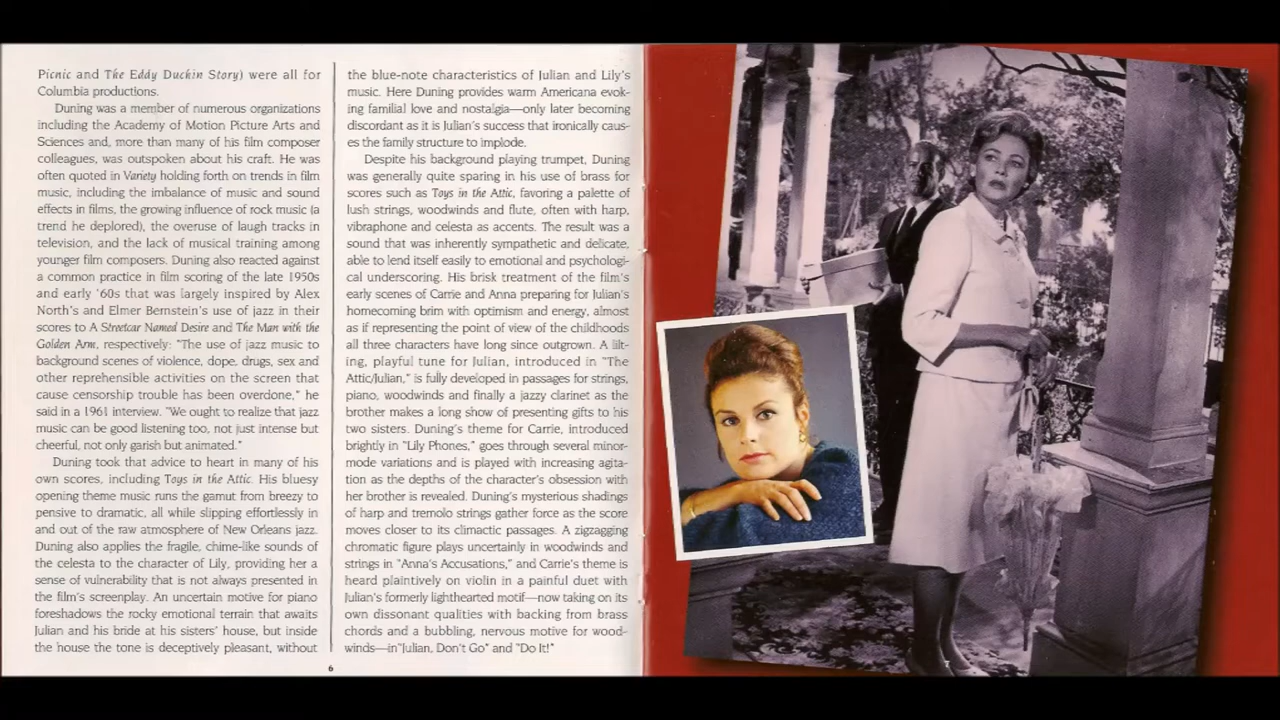 Picnic and The Eddy Duchin Story) were all for
Columbia productions.
Duning was a member of numerous organizations
including the Academy of Motion Picture Arts and
Sciences and, more than many of his film composer
colleagues, was outspoken about his craft. He was
often quoted in Variety holding forth on trends in film
music, including the imbalance of music and sound
effects in films, the growing influence of rock music (a
trend he deplored), the overuse of laugh tracks in
television, and the lack of musical training among
younger film composers. Duning also reacted against
a common practice in film scoring of the late 1950s
and early '60s that was largely inspired by Alex
North's and Elmer Bernstein's use of jazz in their
scores to A Streetcar Named Desire and The Man with the
Golden Arm, respectively: "The use of jazz music to
background scenes of violence, dope, drugs, sex and
other reprehensible activities on the screen that
cause censorship trouble has been overdone," he
said in a 1961 interview. "We ought to realize that jazz
music can be good listening too, not just intense but
cheerful, not only garish but animated."
Duning took that advice to heart in many of his
own scores, including Toys in the Attic. His bluesy
opening theme music runs the gamut from breezy to
pensive to dramatic, all while slipping effortlessly in
and out of the raw atmosphere of New Orleans jazz.
Duning also applies the fragile, chime-like sounds of
the celesta to the character of Lily, providing her a
sense of vulnerability that is not always presented in
the film's screenplay. An uncertain motive for piano
foreshadows the rocky emotional terrain that awaits
Julian and his bride at his sisters' house, but inside
the house the tone is deceptively pleasant, without
the blue-note characteristics of Julian and Lily's
music. Here Duning provides warm Americana evok-
ing familial love and nostalgia—only later becoming
discordant as it is Julian's success that ironically caus-
es the family structure to implode.
Despite his background playing trumpet, Duning
was generally quite sparing in his use of brass for
scores such as Toys in the Attic, favoring a palette of
lush strings, woodwinds and flute, often with harp,
vibraphone and celesta as accents. The result was a
sound that was inherently sympathetic and delicate,
able to lend itself easily to emotional and psychologi-
cal underscoring. His brisk treatment of the film's
early scenes of Carrie and Anna preparing for Julian's
homecoming brim with optimism and energy, almost
as if representing the point of view of the childhoods
all three characters have long since outgrown. A lilt-
ing, playful tune for Julian, introduced in "The
Attic/Julian," is fully developed in passages for strings,
piano, woodwinds and finally a jazzy clarinet as the
brother makes a long show of presenting gifts to his
two sisters. Duning's theme for Carrie, introduced
brightly in "Lily Phones," goes through several minor-
mode variations and is played with increasing agita-
tion as the depths of the character's obsession with
her brother is revealed. Duning's mysterious shadings
of harp and tremolo strings gather force as the score
moves closer to its climactic passages. A zigzagging
chromatic figure plays uncertainly in woodwinds and
strings in "Anna's Accusations," and Carrie's theme is
heard plaintively on violin in a painful duet with
Julian's formerly lighthearted motif—now taking on its
own dissonant qualities with backing from brass
chords and a bubbling, nervous motive for wood-
winds—in "Julian, Don't Go" and "Do It!"
6